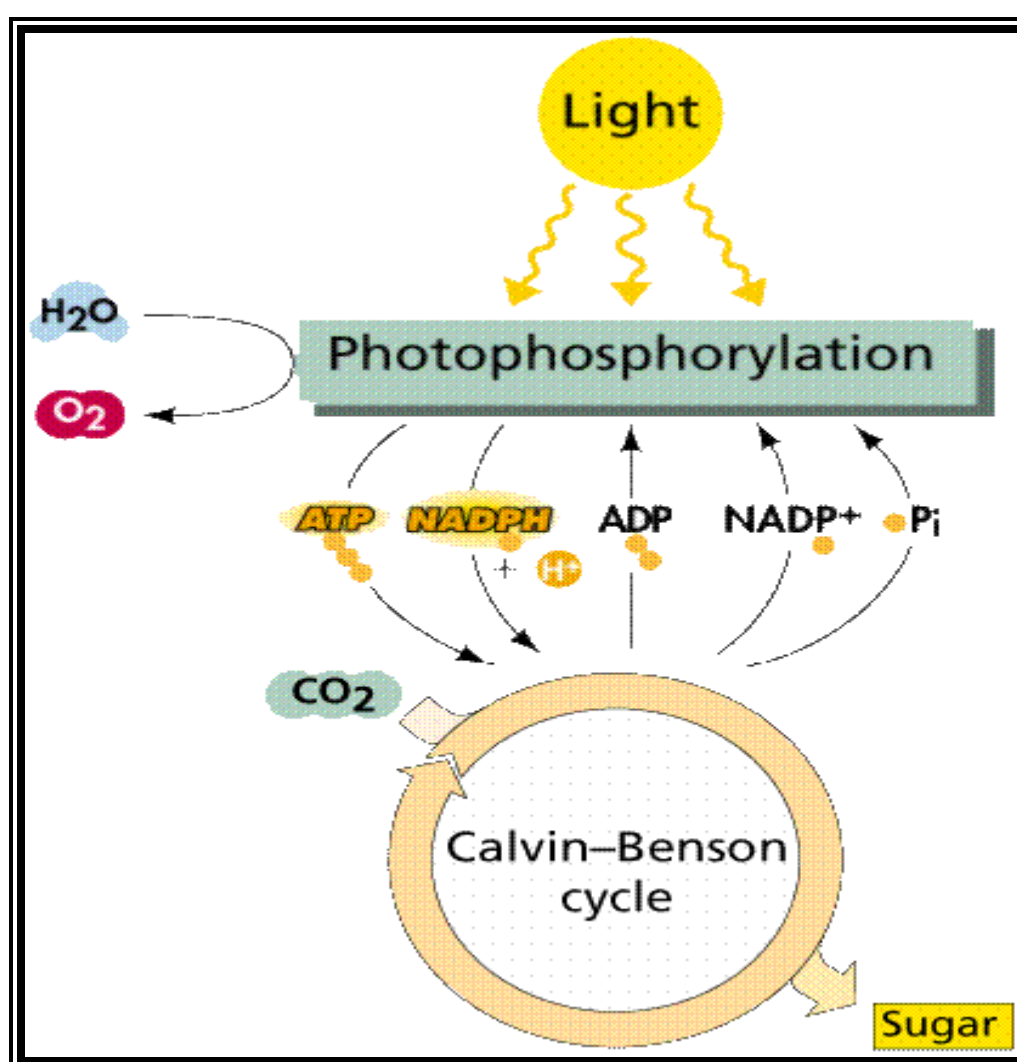 Light
H2O
Photophosphorylation
O2
ATP NADPH ADP NADP+ Pi
+ H+
CO2
Calvin–Benson
cycle
Sugar